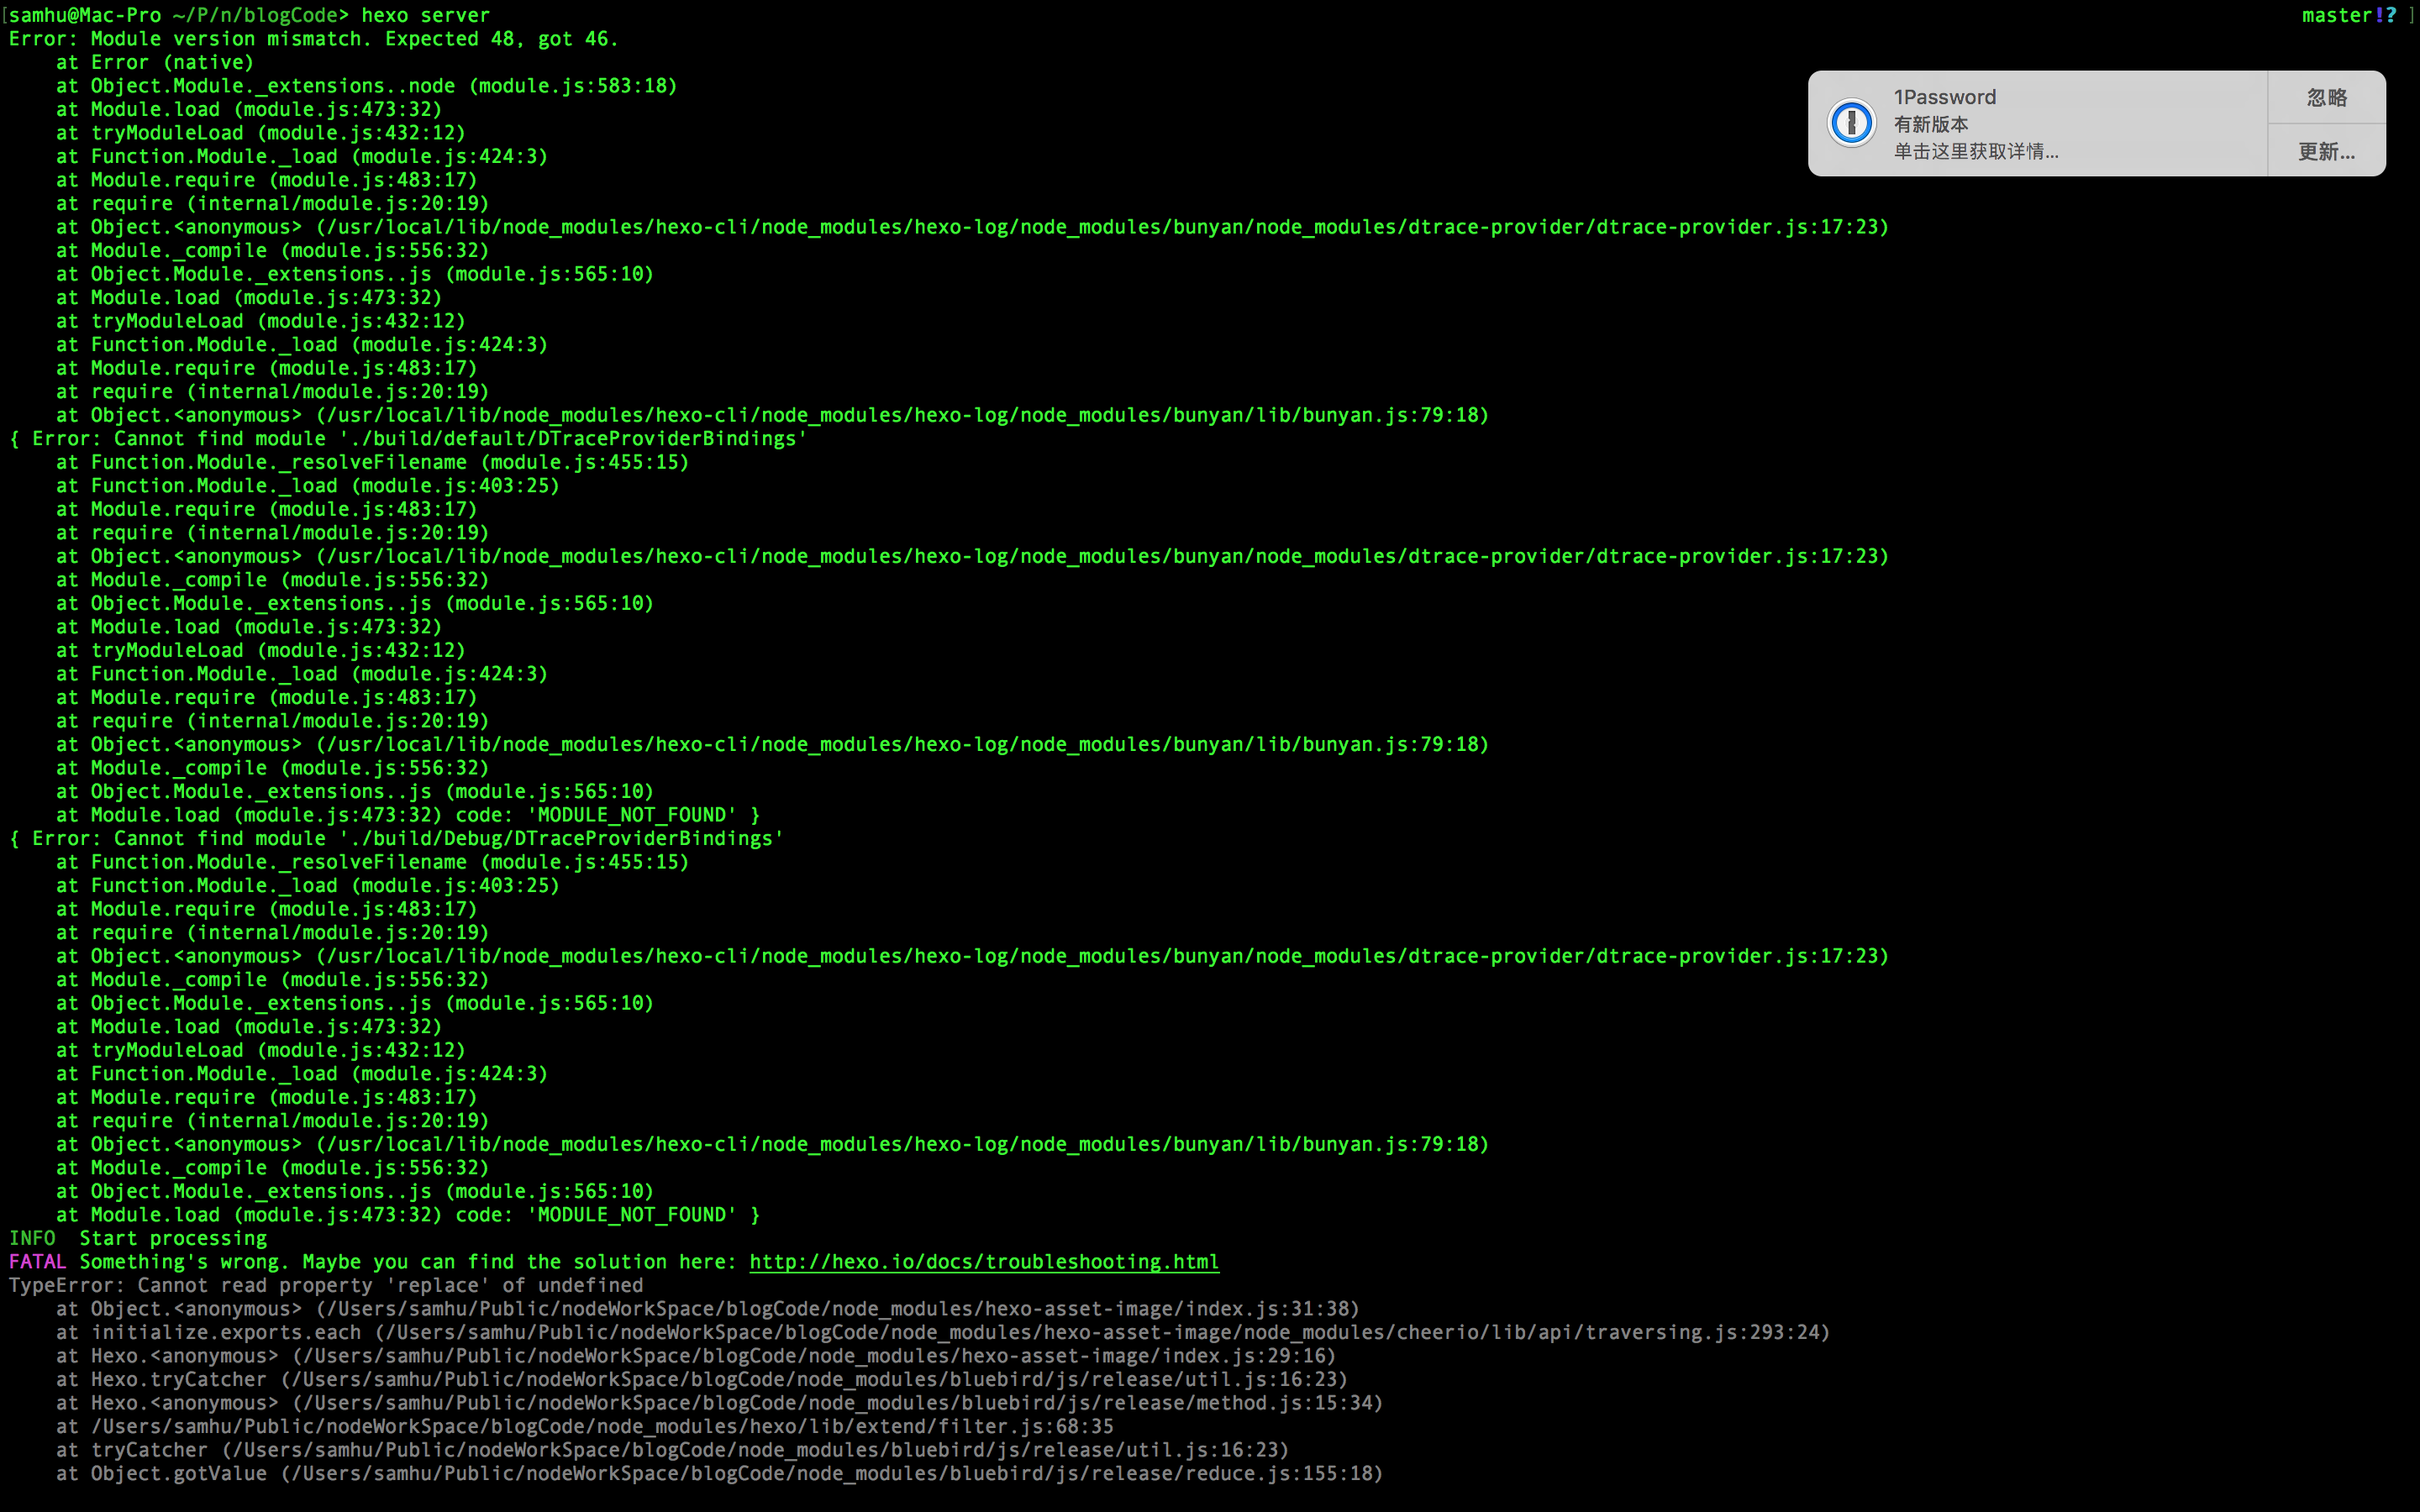 [samhu@Mac-Pro ~/P/n/blogCode> hexo server master!? ]
Error: Module version mismatch. Expected 48, got 46.
    at Error (native)
    at Object.Module._extensions..node (module.js:583:18)
    at Module.load (module.js:473:32)
    at tryModuleLoad (module.js:432:12)
    at Function.Module._load (module.js:424:3)
    at Module.require (module.js:483:17)
    at require (internal/module.js:20:19)
    at Object.<anonymous> (/usr/local/lib/node_modules/hexo-cli/node_modules/hexo-log/node_modules/bunyan/node_modules/dtrace-provider/dtrace-provider.js:17:23)
    at Module._compile (module.js:556:32)
    at Object.Module._extensions..js (module.js:565:10)
    at Module.load (module.js:473:32)
    at tryModuleLoad (module.js:432:12)
    at Function.Module._load (module.js:424:3)
    at Module.require (module.js:483:17)
    at require (internal/module.js:20:19)
    at Object.<anonymous> (/usr/local/lib/node_modules/hexo-cli/node_modules/hexo-log/node_modules/bunyan/lib/bunyan.js:79:18)
{ Error: Cannot find module './build/default/DTraceProviderBindings'
    at Function.Module._resolveFilename (module.js:455:15)
    at Function.Module._load (module.js:403:25)
    at Module.require (module.js:483:17)
    at require (internal/module.js:20:19)
    at Object.<anonymous> (/usr/local/lib/node_modules/hexo-cli/node_modules/hexo-log/node_modules/bunyan/node_modules/dtrace-provider/dtrace-provider.js:17:23)
    at Module._compile (module.js:556:32)
    at Object.Module._extensions..js (module.js:565:10)
    at Module.load (module.js:473:32)
    at tryModuleLoad (module.js:432:12)
    at Function.Module._load (module.js:424:3)
    at Module.require (module.js:483:17)
    at require (internal/module.js:20:19)
    at Object.<anonymous> (/usr/local/lib/node_modules/hexo-cli/node_modules/hexo-log/node_modules/bunyan/lib/bunyan.js:79:18)
    at Module._compile (module.js:556:32)
    at Object.Module._extensions..js (module.js:565:10)
    at Module.load (module.js:473:32) code: 'MODULE_NOT_FOUND' }
{ Error: Cannot find module './build/Debug/DTraceProviderBindings'
    at Function.Module._resolveFilename (module.js:455:15)
    at Function.Module._load (module.js:403:25)
    at Module.require (module.js:483:17)
    at require (internal/module.js:20:19)
    at Object.<anonymous> (/usr/local/lib/node_modules/hexo-cli/node_modules/hexo-log/node_modules/bunyan/node_modules/dtrace-provider/dtrace-provider.js:17:23)
    at Module._compile (module.js:556:32)
    at Object.Module._extensions..js (module.js:565:10)
    at Module.load (module.js:473:32)
    at tryModuleLoad (module.js:432:12)
    at Function.Module._load (module.js:424:3)
    at Module.require (module.js:483:17)
    at require (internal/module.js:20:19)
    at Object.<anonymous> (/usr/local/lib/node_modules/hexo-cli/node_modules/hexo-log/node_modules/bunyan/lib/bunyan.js:79:18)
    at Module._compile (module.js:556:32)
    at Object.Module._extensions..js (module.js:565:10)
    at Module.load (module.js:473:32) code: 'MODULE_NOT_FOUND' }
INFO  Start processing
FATAL Something's wrong. Maybe you can find the solution here: http://hexo.io/docs/troubleshooting.html
TypeError: Cannot read property 'replace' of undefined
    at Object.<anonymous> (/Users/samhu/Public/nodeWorkSpace/blogCode/node_modules/hexo-asset-image/index.js:31:38)
    at initialize.exports.each (/Users/samhu/Public/nodeWorkSpace/blogCode/node_modules/hexo-asset-image/node_modules/cheerio/lib/api/traversing.js:293:24)
    at Hexo.<anonymous> (/Users/samhu/Public/nodeWorkSpace/blogCode/node_modules/hexo-asset-image/index.js:29:16)
    at Hexo.tryCatcher (/Users/samhu/Public/nodeWorkSpace/blogCode/node_modules/bluebird/js/release/util.js:16:23)
    at Hexo.<anonymous> (/Users/samhu/Public/nodeWorkSpace/blogCode/node_modules/bluebird/js/release/method.js:15:34)
    at /Users/samhu/Public/nodeWorkSpace/blogCode/node_modules/hexo/lib/extend/filter.js:68:35
    at tryCatcher (/Users/samhu/Public/nodeWorkSpace/blogCode/node_modules/bluebird/js/release/util.js:16:23)
    at Object.gotValue (/Users/samhu/Public/nodeWorkSpace/blogCode/node_modules/bluebird/js/release/reduce.js:155:18)
1Password
有新版本
单击这里获取详情...
忽略
更新...